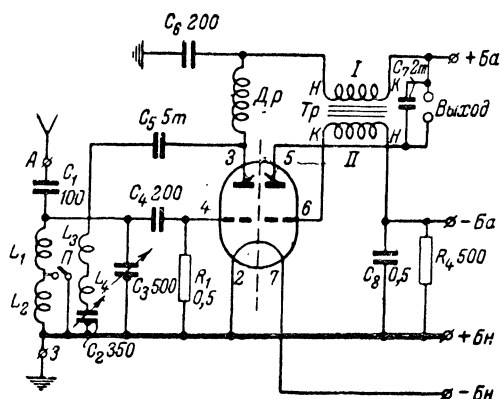 C6 200
I
+Ба
C7 2т
Н
К
Др
Тр
Выход
C5 5т
К
Н
3
5
II
А
C1
100
C4 200
4
6
-Ба
L1
П
L3
L4
C3 500
R1
0,5
2
7
C8
0,5
R4 500
L2
C2 350
+Бн
З
-Бн